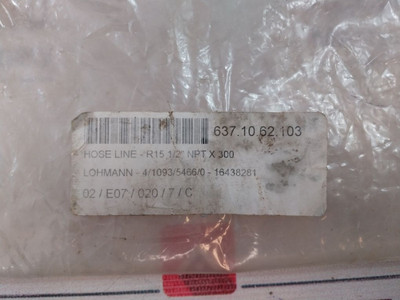 637.10.62.103
HOSE LINE - R15 1/2" NPT X 300
LOHMANN - 4/1093/5466/0 - 16438261
02 / E07 / 020 / 7 / C